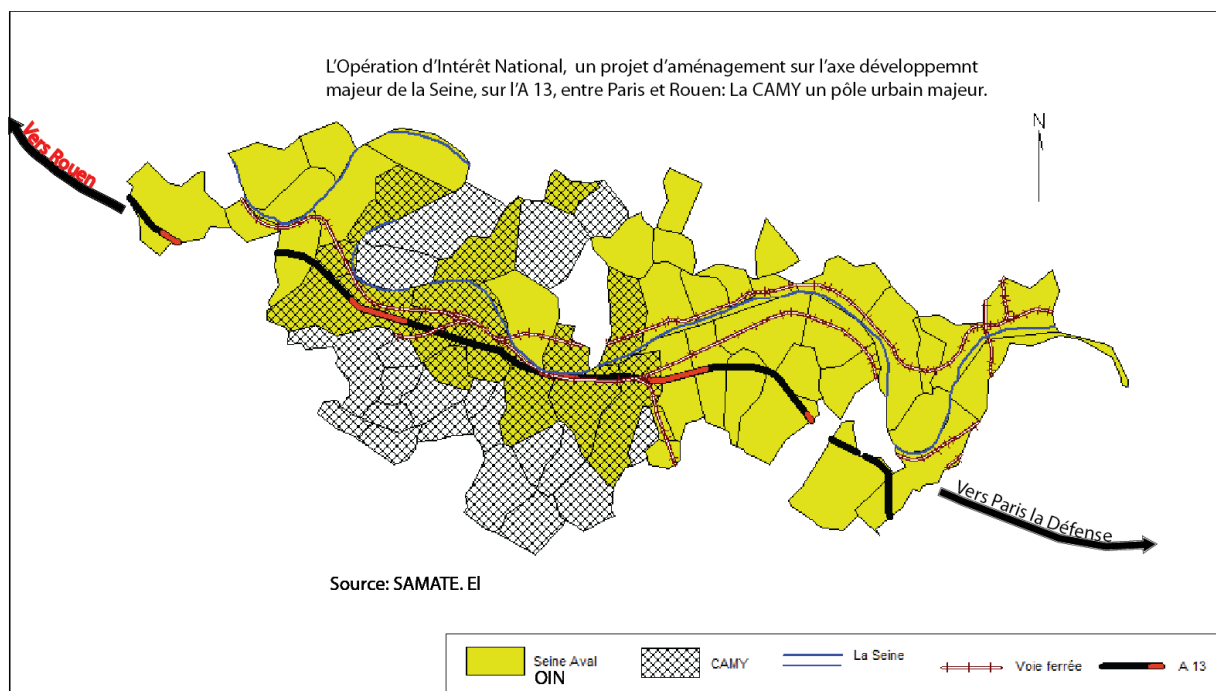 L'Opération d'Intérêt National, un projet d'aménagement sur l'axe développemnt
majeur de la Seine, sur l'A 13, entre Paris et Rouen: La CAMY un pôle urbain majeur.
N
Vers Rouen
Vers Paris la Défense
Source: SAMATE. El
Seine Aval
OIN
CAMY
La Seine
Voie ferrée
A 13